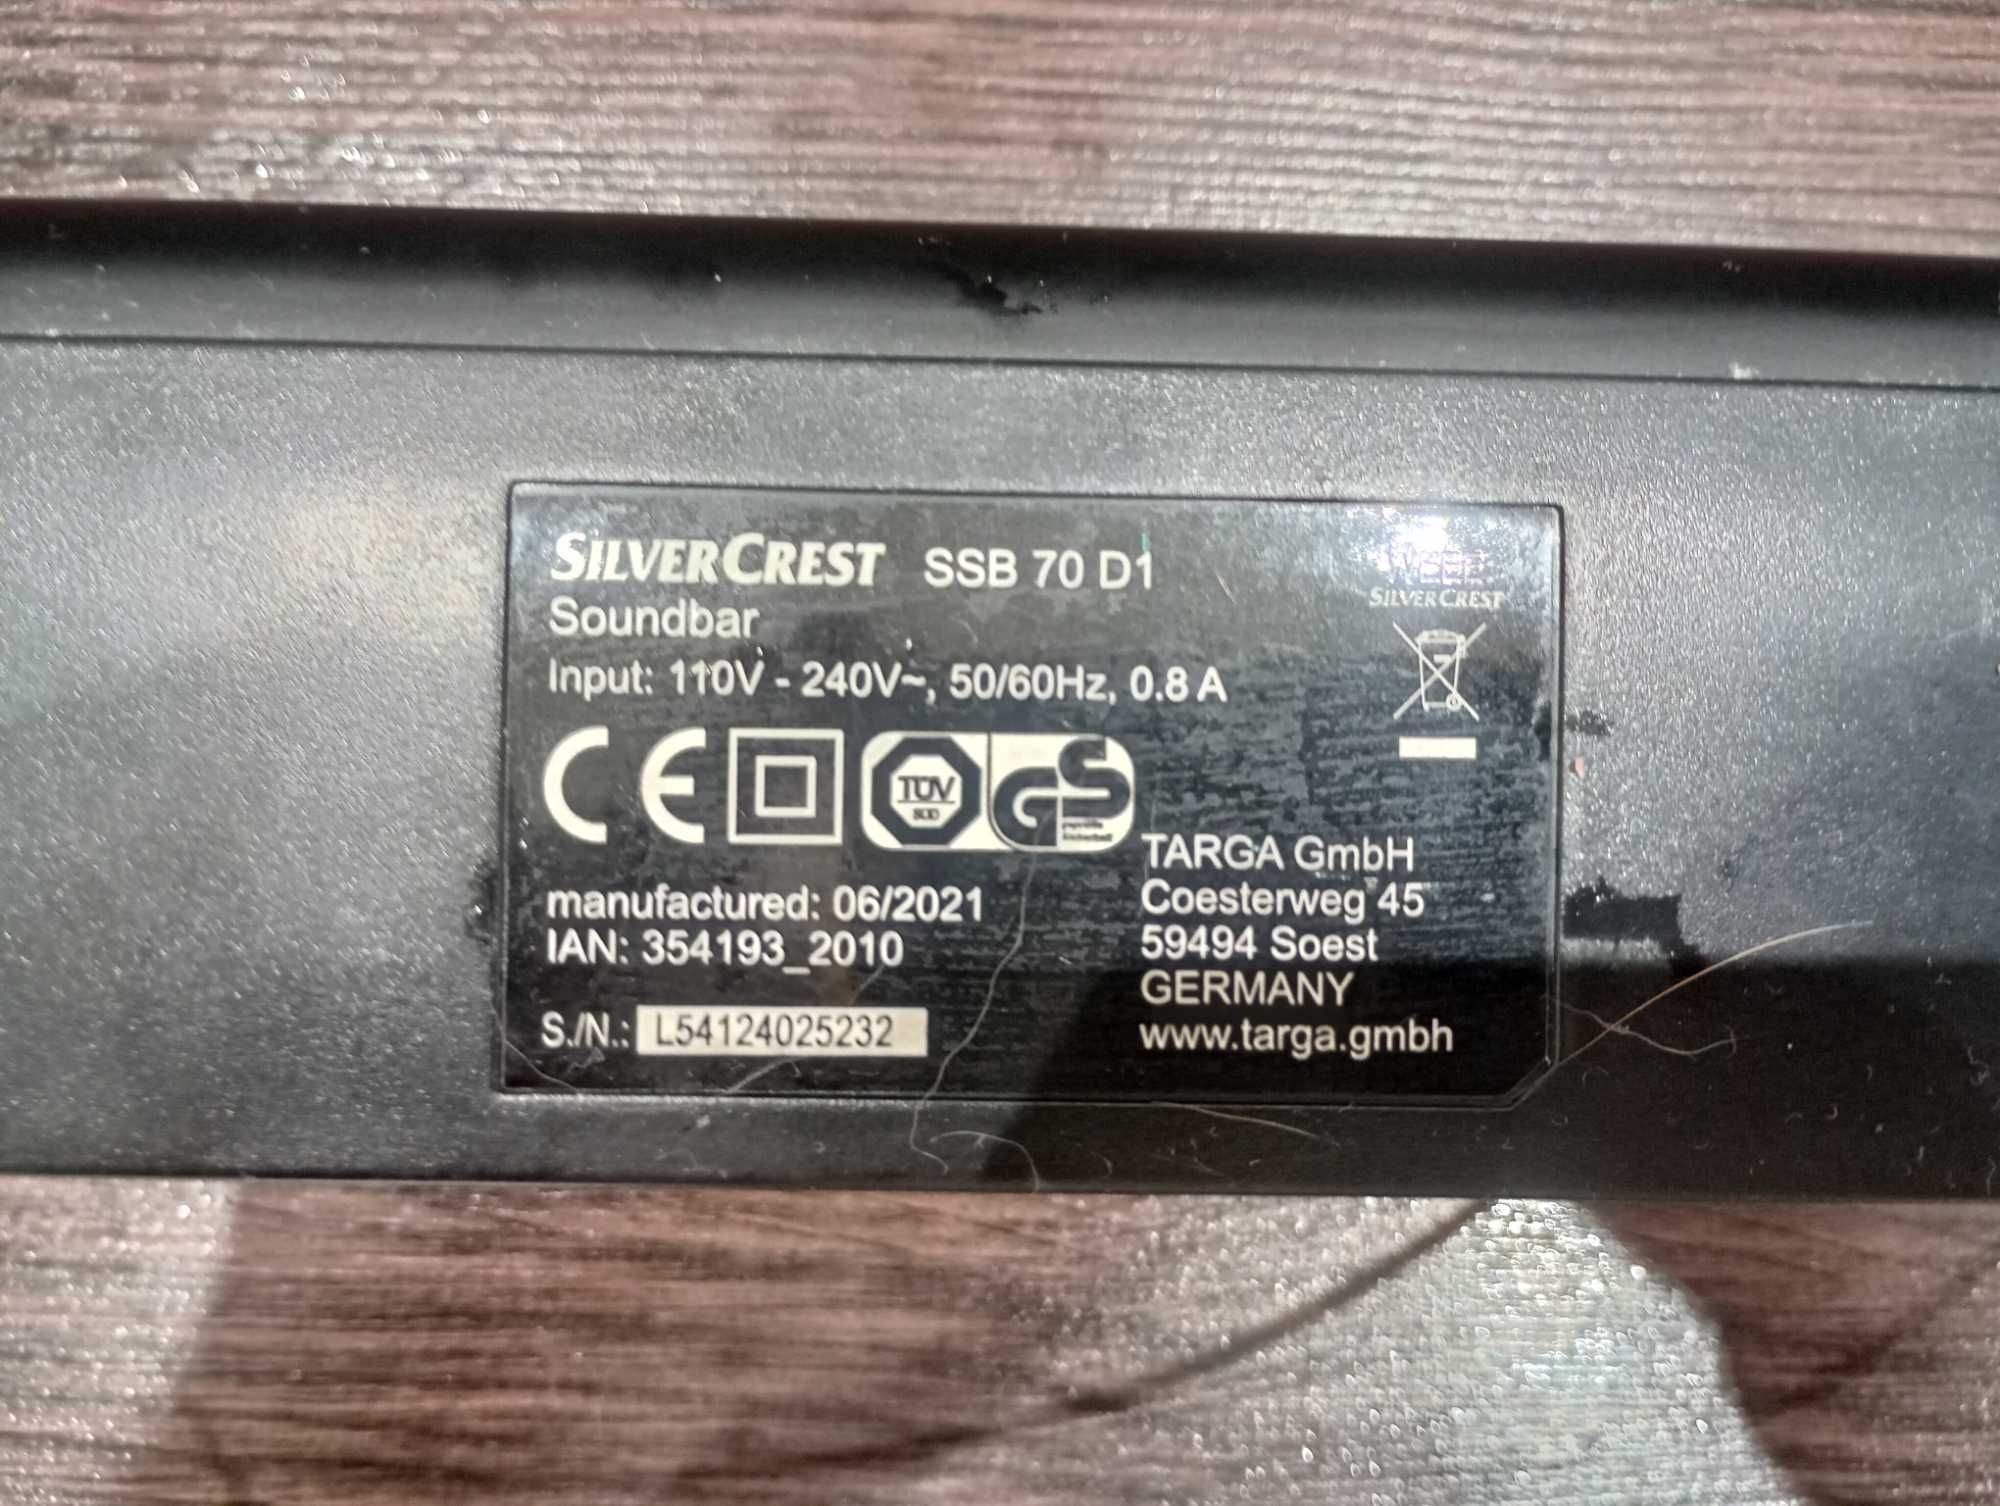 SILVERCREST SSB 70 D1
SILVERCREST
Soundbar
Input: 110V - 240V~, 50/60Hz, 0.8 A
CE
TÜV
SÜD
GS
TARGA GmbH
Coesterweg 45
59494 Soest
GERMANY
www.targa.gmbh
manufactured: 06/2021
IAN: 354193_2010
S./N.: L54124025232